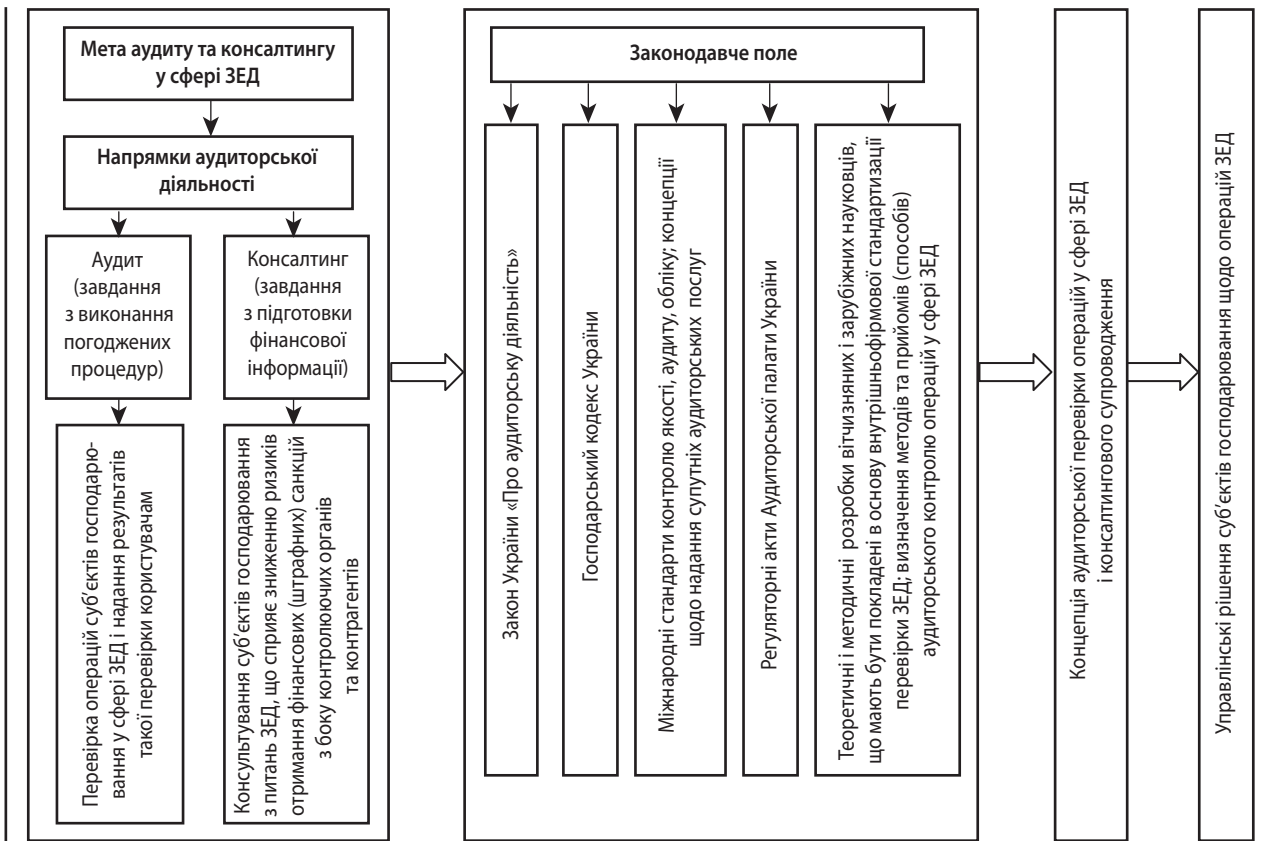 Мета аудиту та консалтингу
у сфері ЗЕД
Напрямки аудиторської
діяльності
Аудит
(завдання
з виконання
погоджених
процедур)
Консалтинг
(завдання
з підготовки
фінансової
інформації)
Перевірка операцій суб’єктів господарю-
вання у сфері ЗЕД і надання результатів
такої перевірки користувачам
Консультування суб’єктів господарювання
з питань ЗЕД, що сприяє зниженню ризиків
отримання фінансових (штрафних) санкцій
з боку контролюючих органів
та контрагентів
Законодавче поле
Закон України «Про аудиторську діяльність»
Господарський кодекс України
Міжнародні стандарти контролю якості, аудиту, обліку; концепції
щодо надання супутніх аудиторських послуг
Регуляторні акти Аудиторської палати України
Теоретичні і методичні розробки вітчизняних і зарубіжних науковців,
що мають бути покладені в основу внутрішньофірмової стандартизації
перевірки ЗЕД; визначення методів та прийомів (способів)
аудиторського контролю операцій у сфері ЗЕД
Концепція аудиторської перевірки операцій у сфері ЗЕД
і консалтингового супроводження
Управлінські рішення суб’єктів господарювання щодо операцій ЗЕД